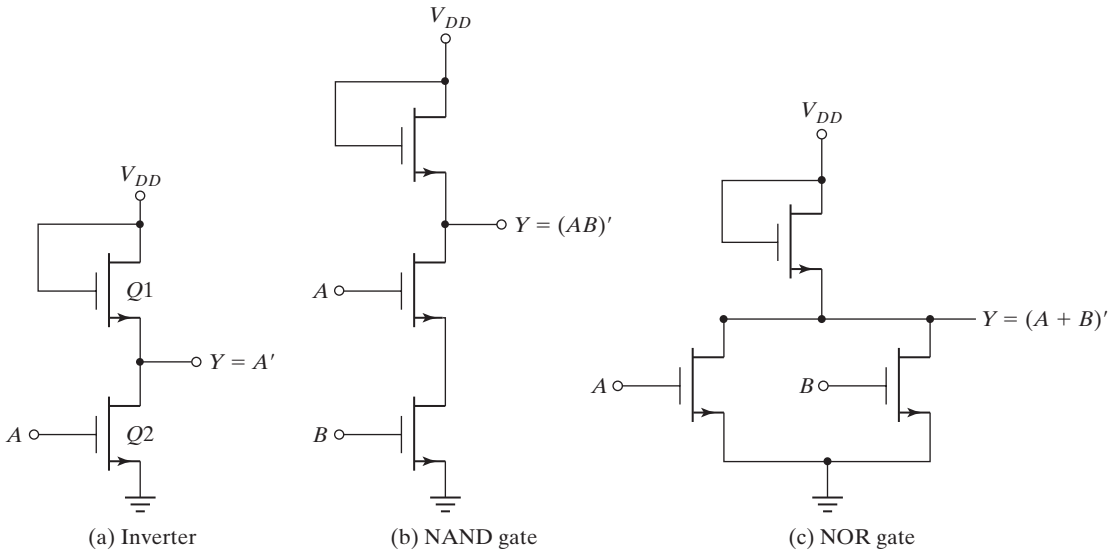 V_DD
Q1
Y = A′
A
Q2
(a) Inverter
V_DD
Y = (AB)′
A
B
(b) NAND gate
V_DD
Y = (A + B)′
A
B
(c) NOR gate